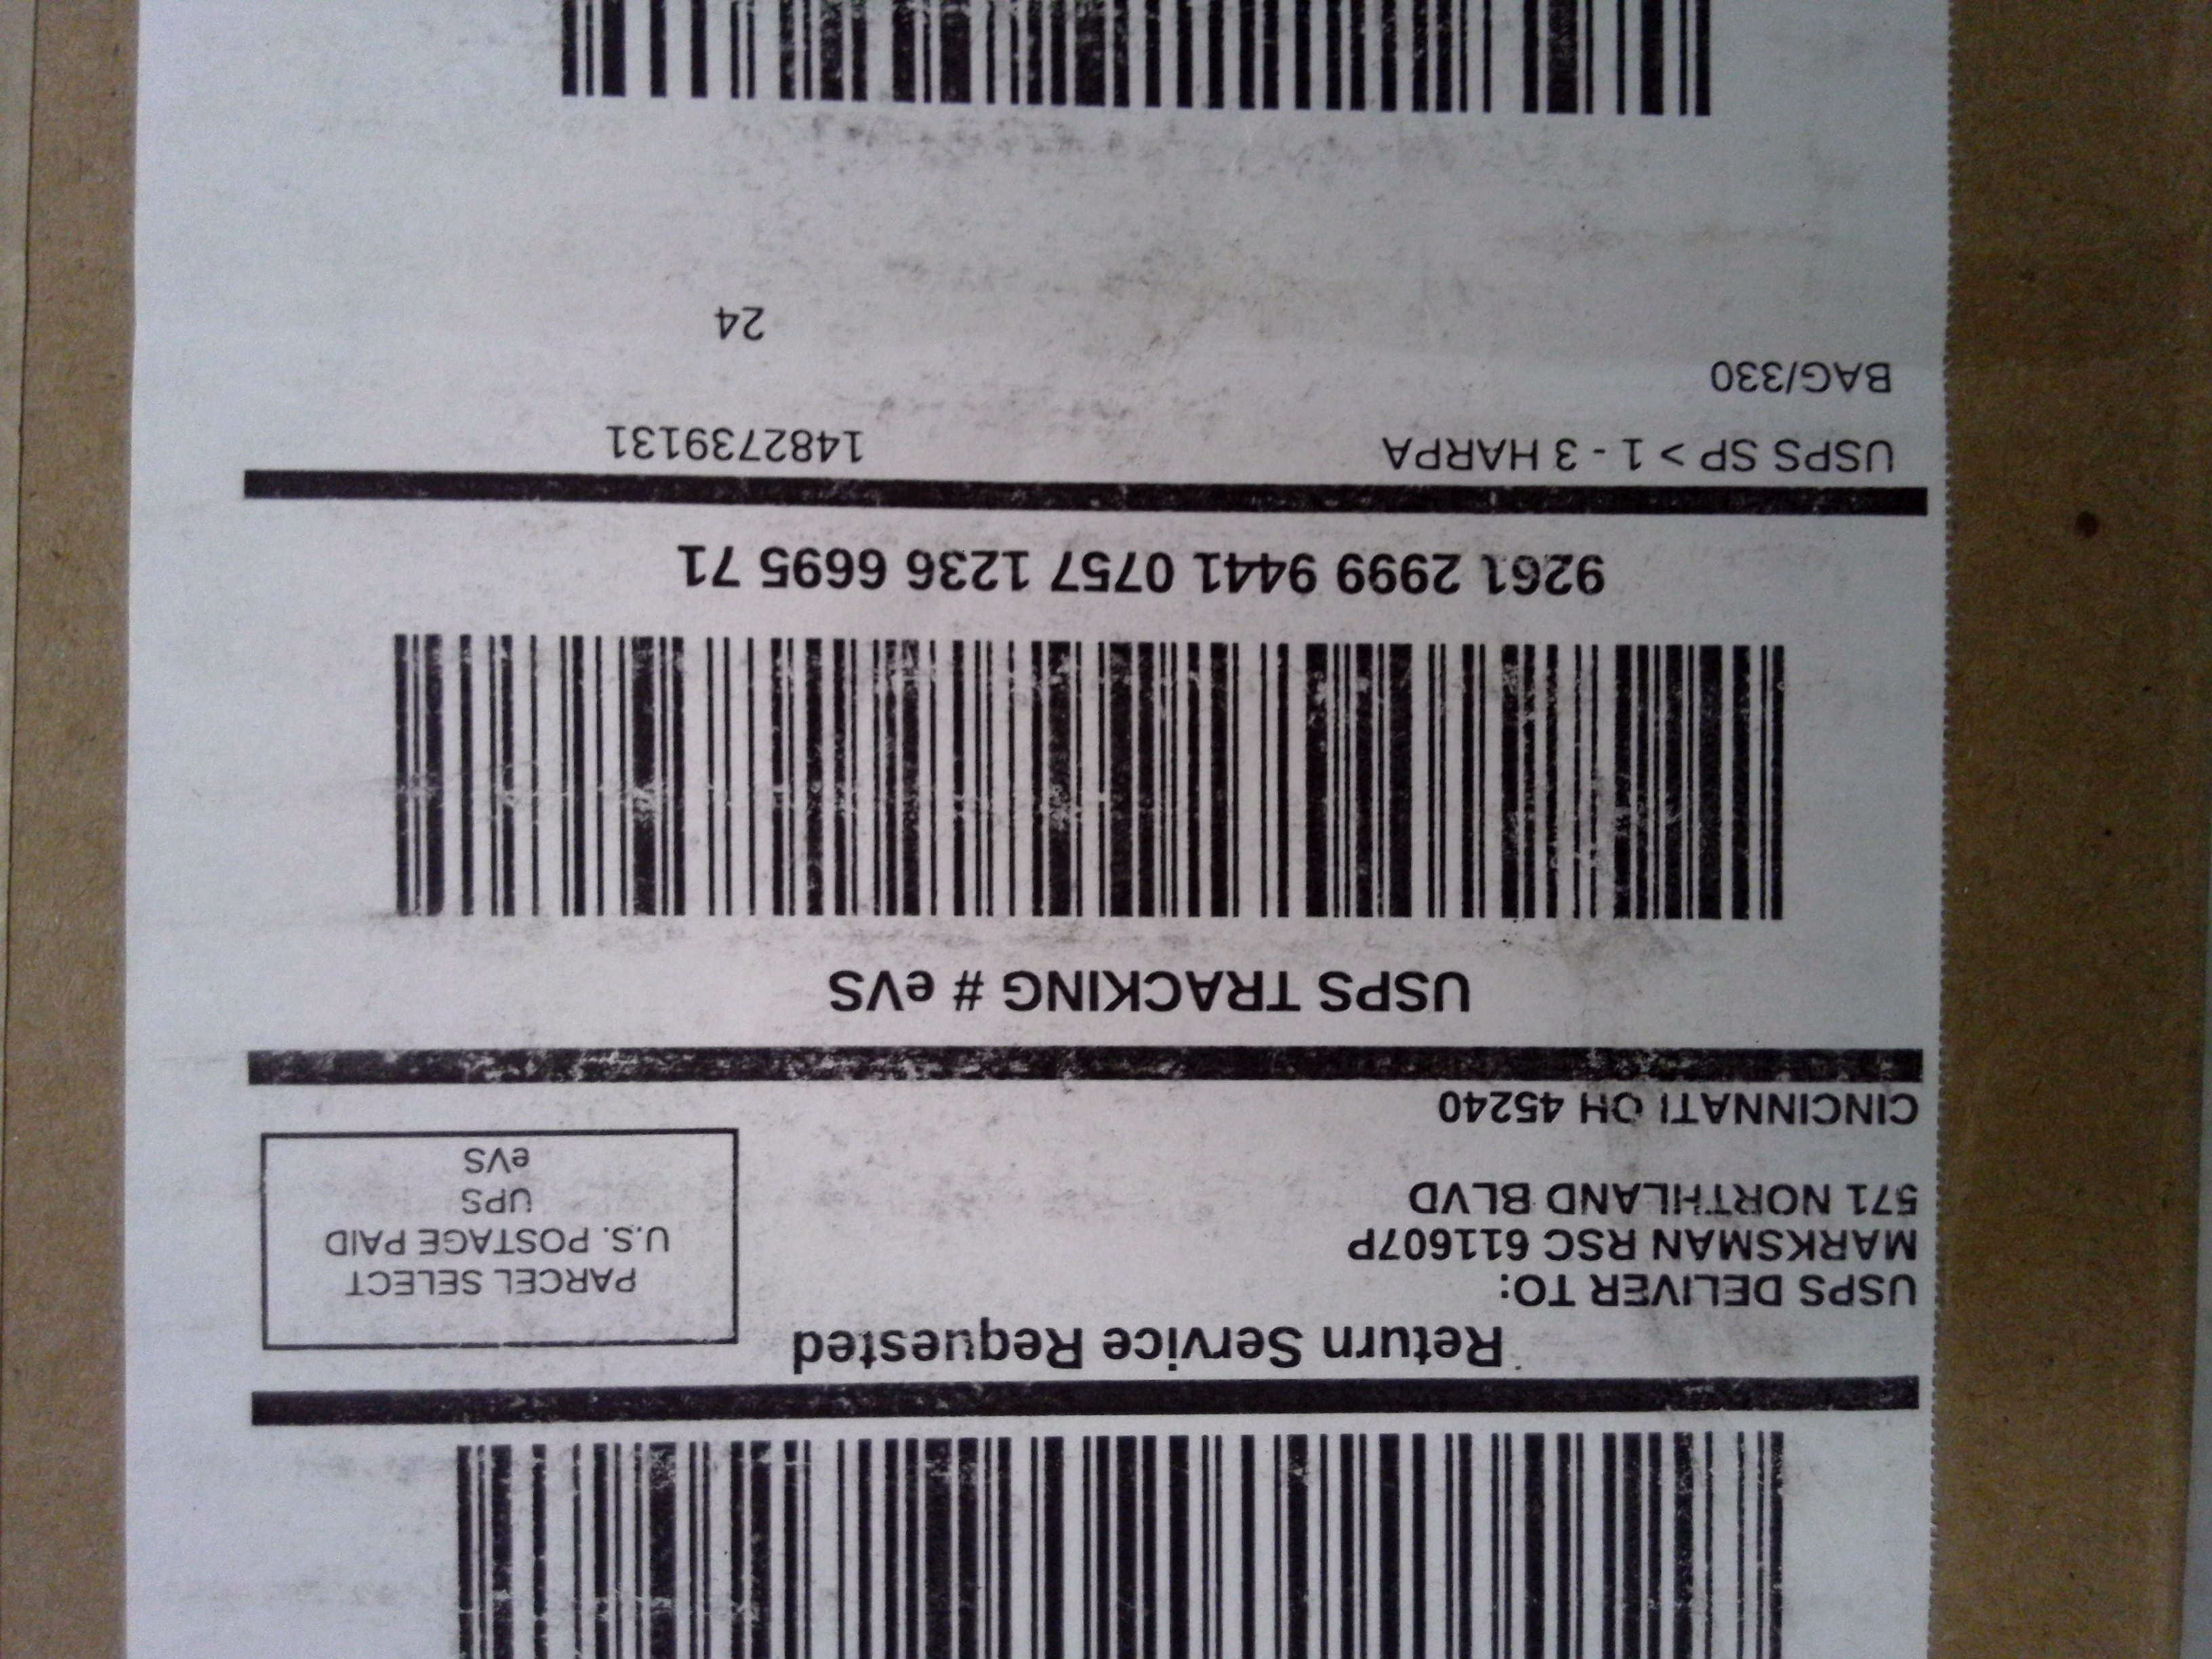 Return Service Requested
USPS DELIVER TO:
MARKSMAN RSC 611607P
571 NORTHLAND BLVD
CINCINNATI OH 45240
PARCEL SELECT
U.S. POSTAGE PAID
UPS
eVS
USPS TRACKING # eVS
9261 2999 9441 0757 1236 6695 71
USPS SP > 1 - 3 HARPA 1482739131
BAG/330
24